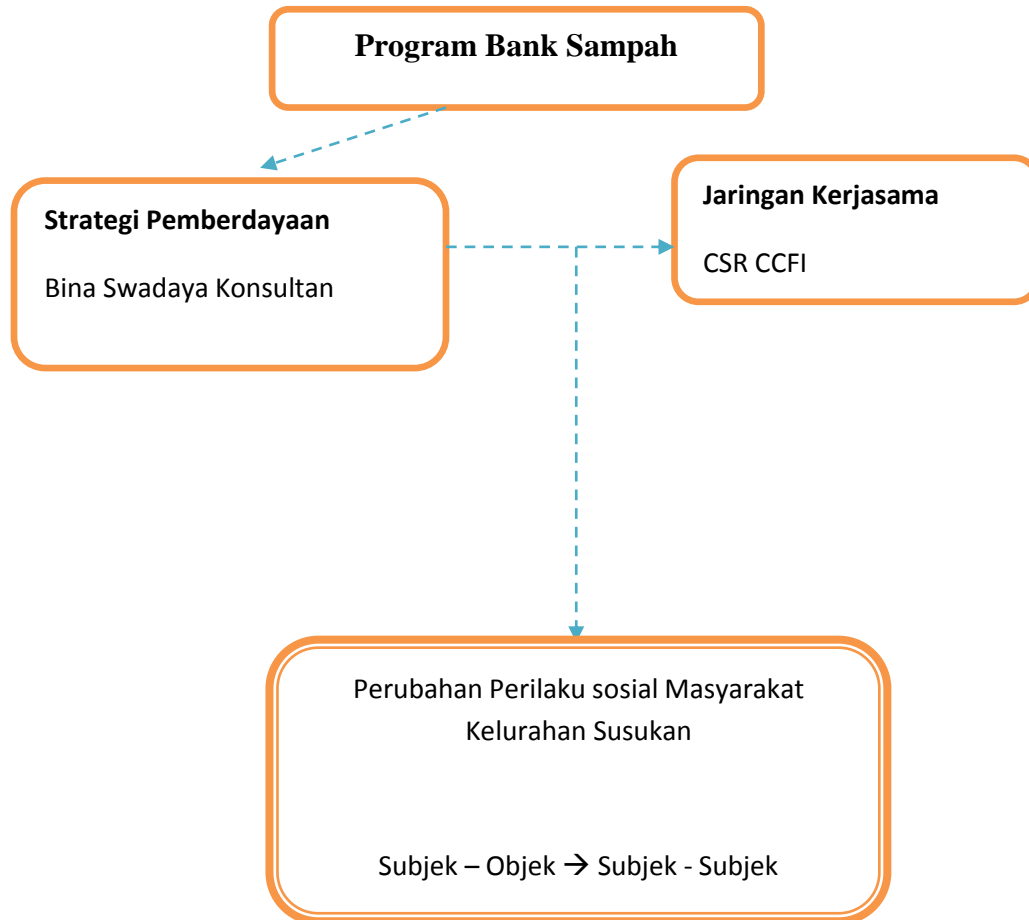 Program Bank Sampah
Strategi Pemberdayaan
Bina Swadaya Konsultan
Jaringan Kerjasama
CSR CCFI
Perubahan Perilaku sosial Masyarakat
Kelurahan Susukan
Subjek – Objek → Subjek - Subjek